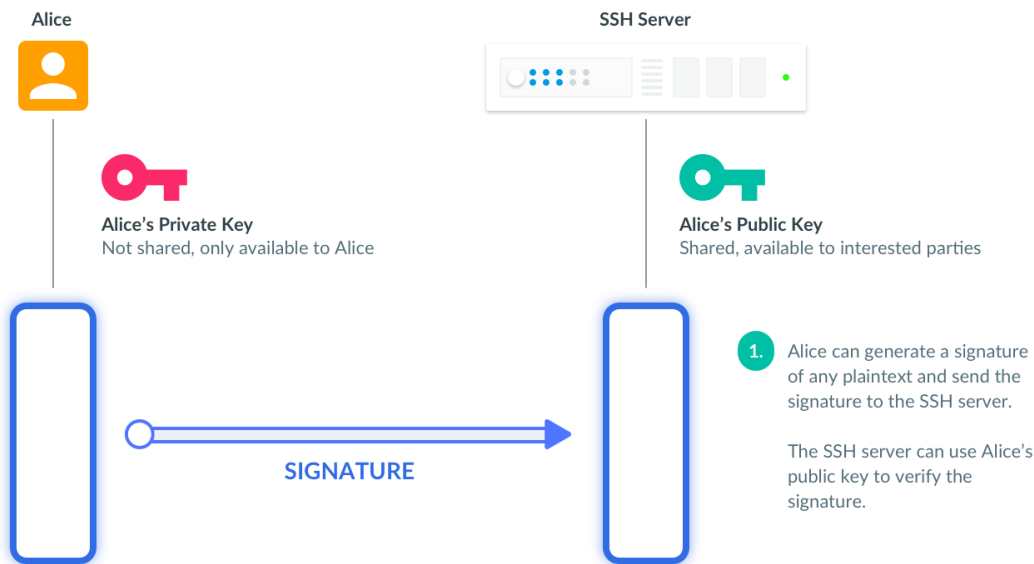 Alice
SSH Server
Alice’s Private Key
Not shared, only available to Alice
Alice’s Public Key
Shared, available to interested parties
1.
Alice can generate a signature
of any plaintext and send the
signature to the SSH server.
The SSH server can use Alice’s
public key to verify the
signature.
SIGNATURE